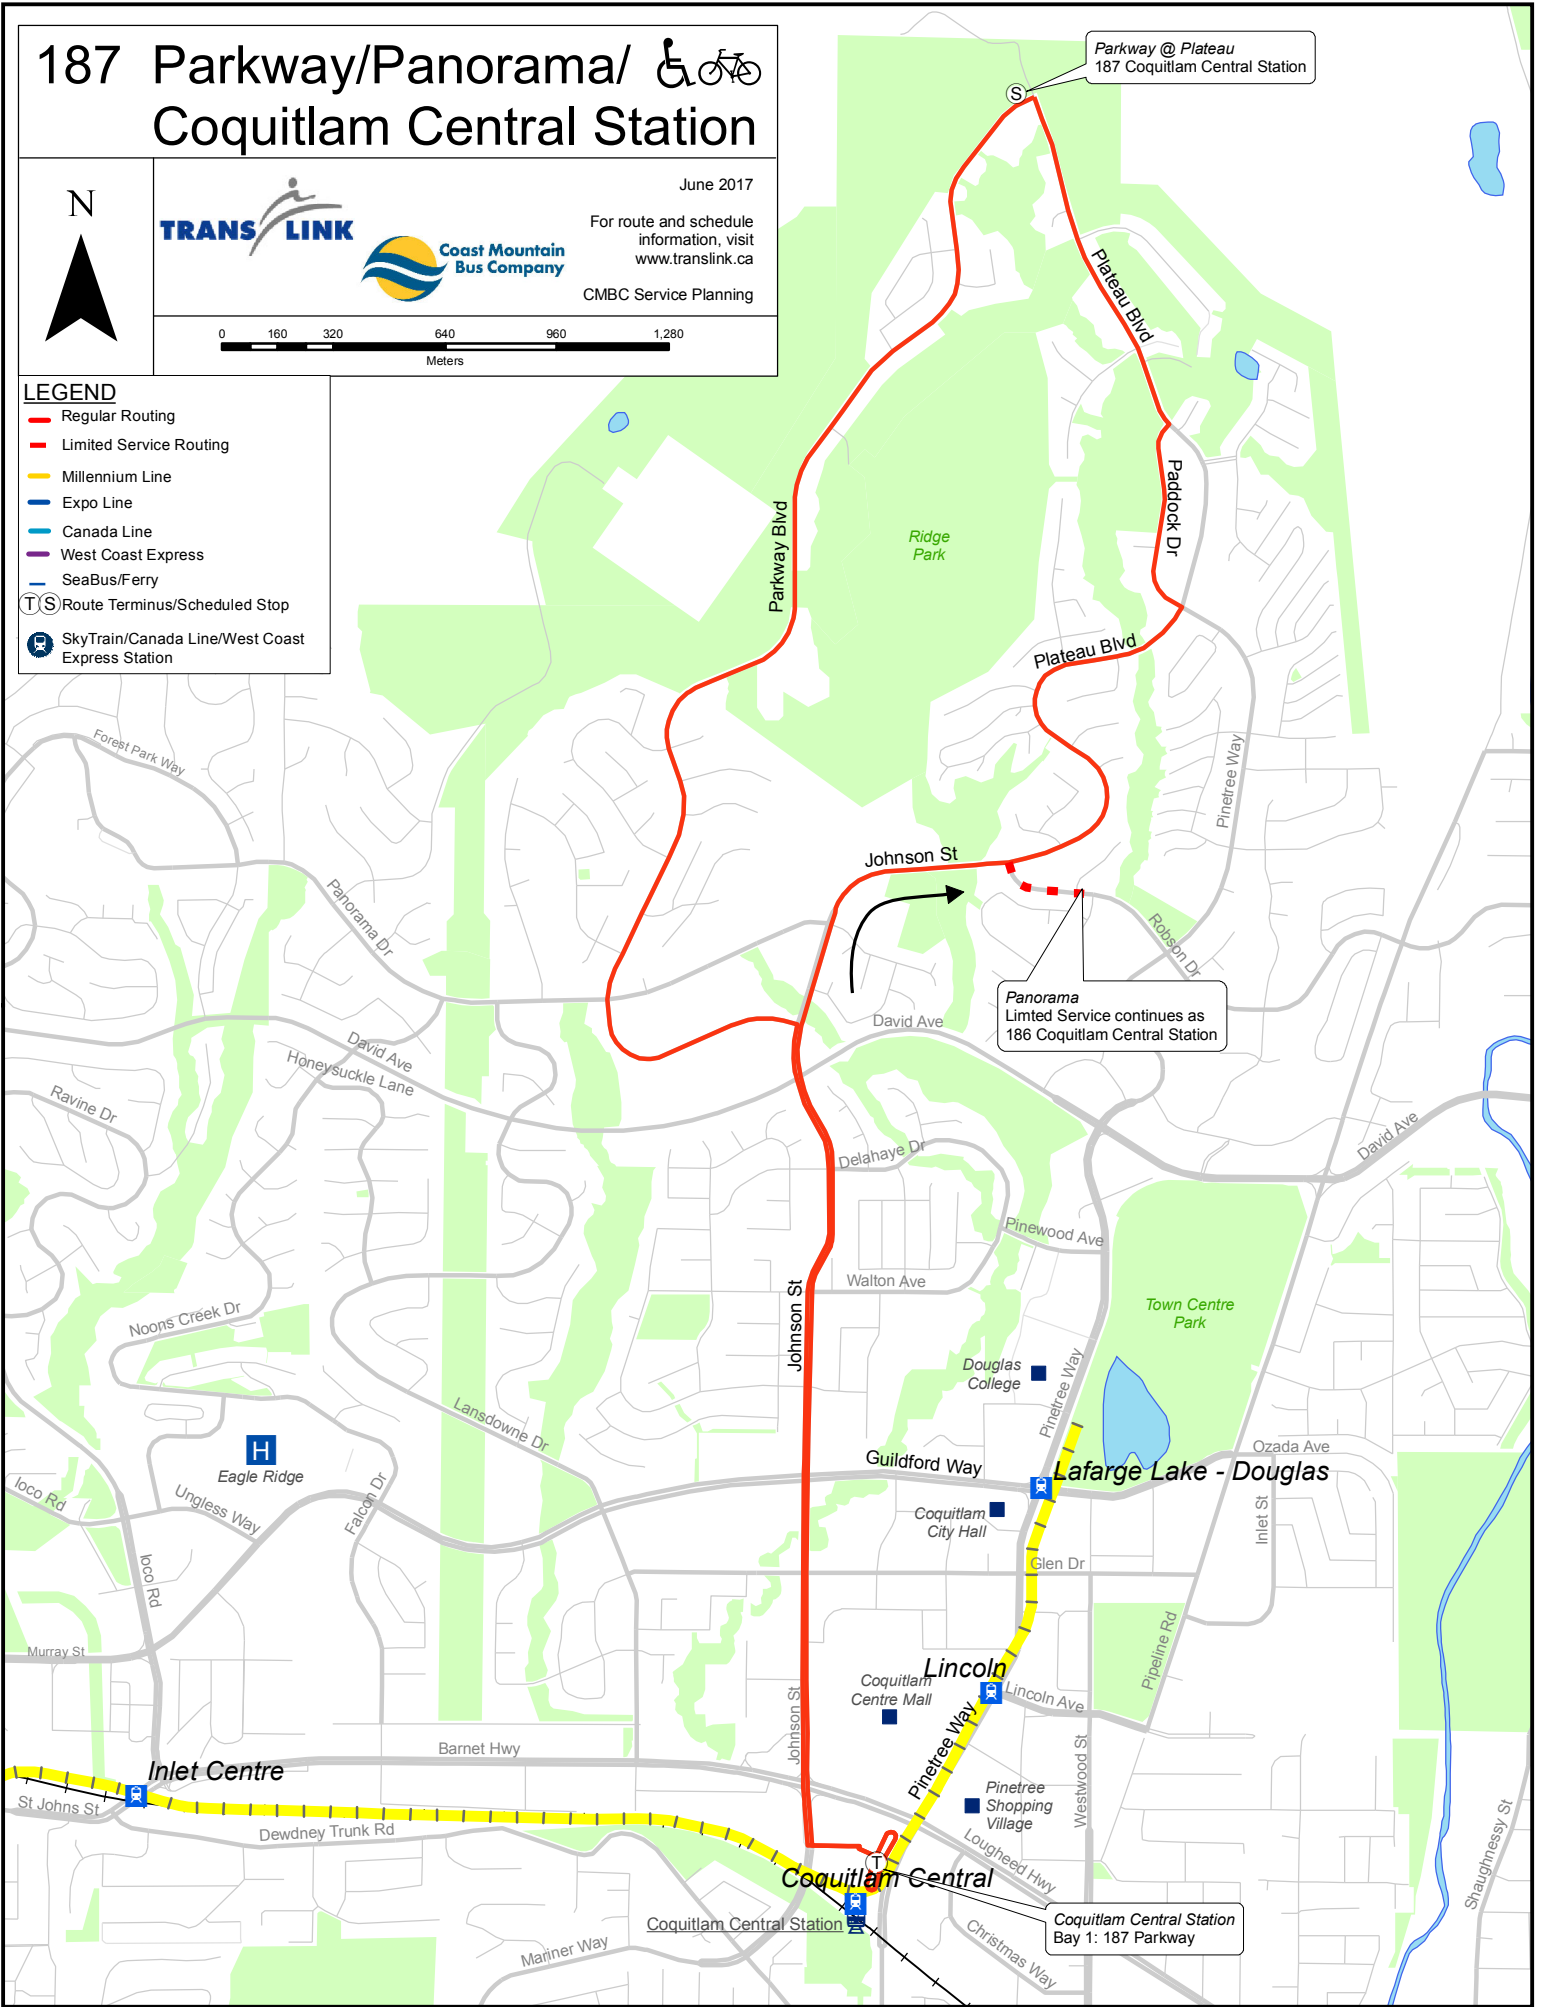 187 Parkway/Panorama/
Coquitlam Central Station
N
TRANS LINK
Coast Mountain
Bus Company
June 2017
For route and schedule
information, visit
www.translink.ca
CMBC Service Planning
0 160 320 640 960 1,280
Meters
LEGEND
Regular Routing
Limited Service Routing
Millennium Line
Expo Line
Canada Line
West Coast Express
SeaBus/Ferry
T S Route Terminus/Scheduled Stop
SkyTrain/Canada Line/West Coast
Express Station
Parkway @ Plateau
187 Coquitlam Central Station
S
Plateau Blvd
Paddock Dr
Parkway Blvd
Ridge
Park
Plateau Blvd
Forest Park Way
Pinetree Way
Johnson St
Panorama Dr
Robson Dr
Panorama
Limted Service continues as
186 Coquitlam Central Station
David Ave
David Ave
Honeysuckle Lane
Ravine Dr
David Ave
Delahaye Dr
Pinewood Ave
Walton Ave
Johnson St
Noons Creek Dr
Town Centre
Park
Douglas
College
Pinetree Way
Lansdowne Dr
H
Eagle Ridge
Guildford Way
Ozada Ave
Lafarge Lake - Douglas
Ioco Rd
Ungless Way
Falcon Dr
Coquitlam
City Hall
Inlet St
Glen Dr
Ioco Rd
Murray St
Pipeline Rd
Lincoln
Coquitlam
Centre Mall
Lincoln Ave
Johnson St
Pinetree Way
Westwood St
Barnet Hwy
Inlet Centre
St Johns St
Dewdney Trunk Rd
Pinetree
Shopping
Village
Lougheed Hwy
Shaughnessy St
T
Coquitlam Central
Coquitlam Central Station
Coquitlam Central Station
Bay 1: 187 Parkway
Mariner Way
Christmas Way